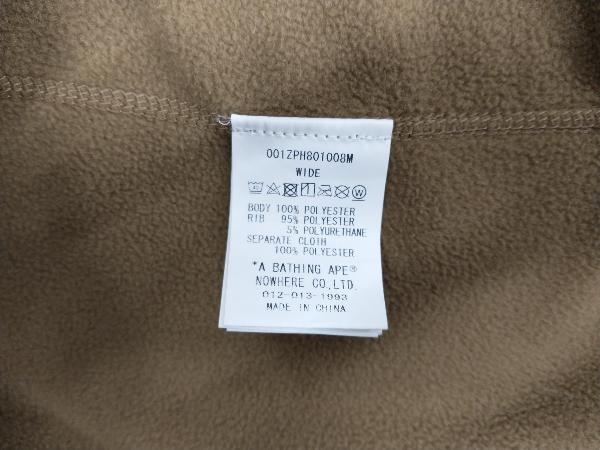 001ZPH801008M
WIDE
BODY 100% POLYESTER
RIB 95% POLYESTER
5% POLYURETHANE
SEPARATE CLOTH
100% POLYESTER
*A BATHING APE®
NOWHERE CO.,LTD.
012-013-1993
MADE IN CHINA